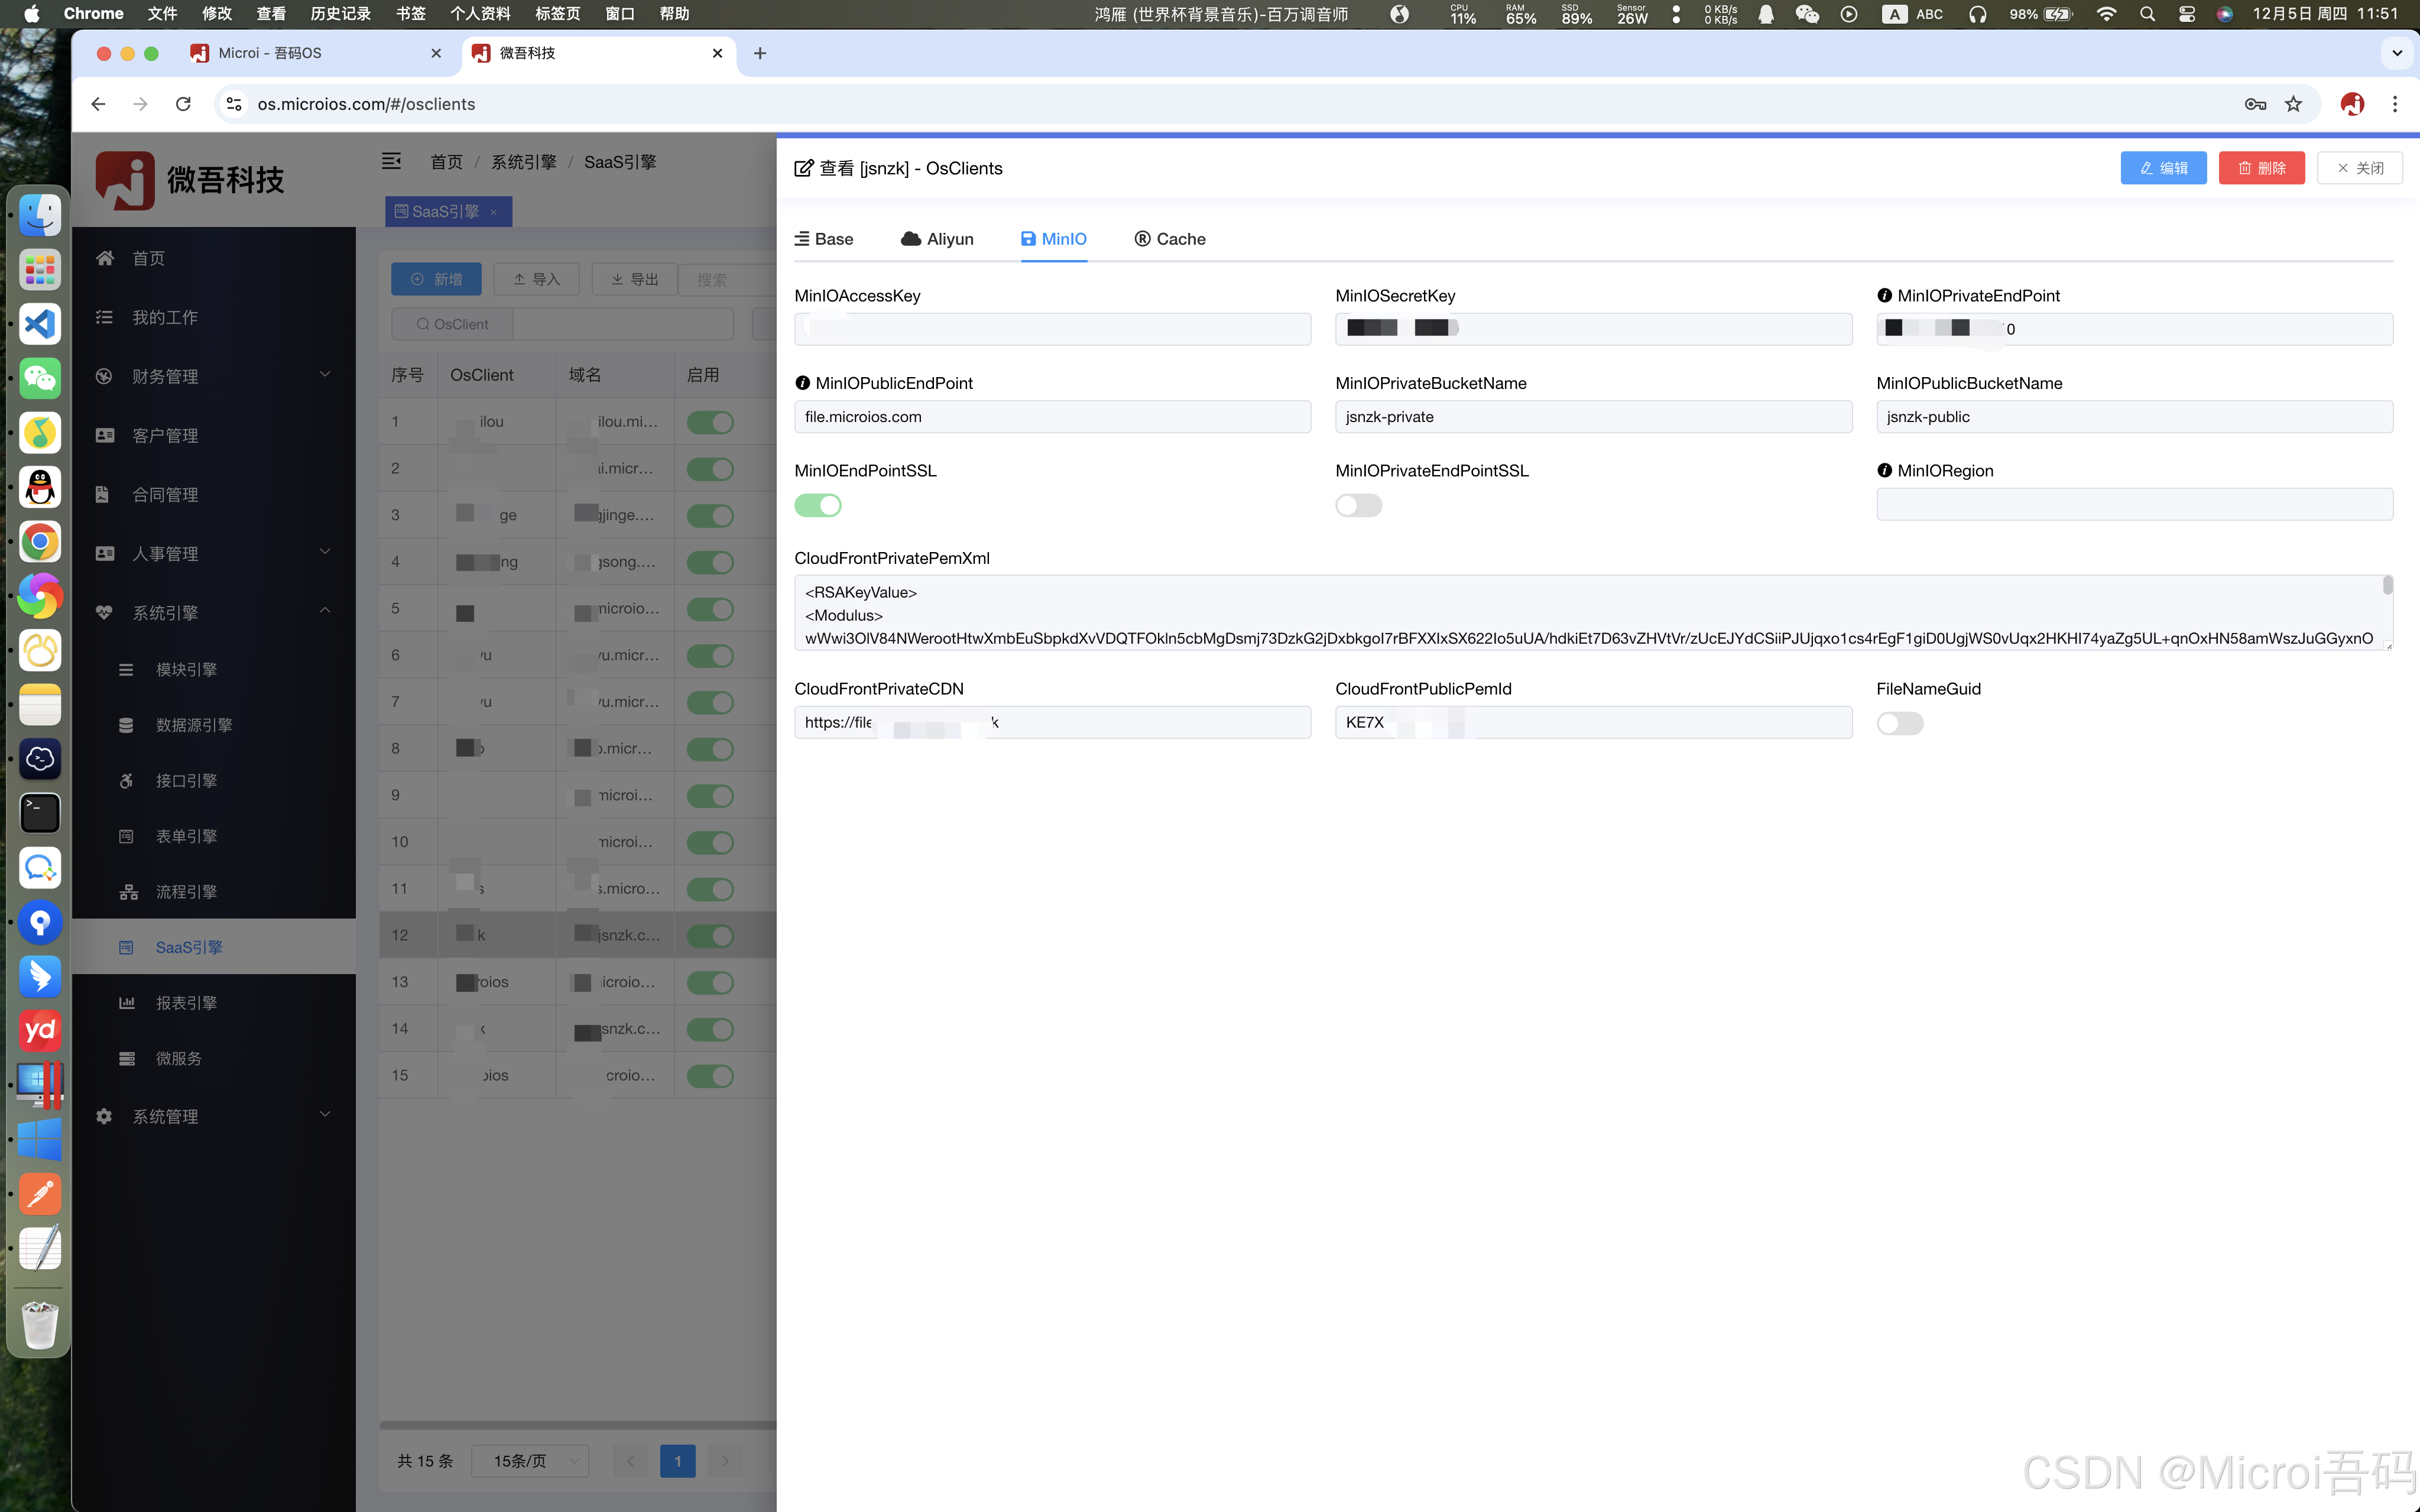 Chrome 文件 修改 查看 历史记录 书签 个人资料 标签页 窗口 帮助
鸿雁 (世界杯背景音乐)-百万调音师
CPU 11% RAM 65% SSD 89% Sensor 26W 0 KB/s 0 KB/s A ABC 98% 12月5日 周四 11:51
Microi - 吾码OS
微吾科技
os.microios.com/#/osclients
微吾科技
首页 / 系统引擎 / SaaS引擎
SaaS引擎
首页
我的工作
财务管理
客户管理
合同管理
人事管理
系统引擎
模块引擎
数据源引擎
接口引擎
表单引擎
流程引擎
SaaS引擎
报表引擎
微服务
系统管理
新增 导入 导出 搜索
OsClient
序号 OsClient 域名 启用
1 ilou ilou.mi...
2 i.micr...
3 ge jinge....
4 ng gsong....
5 microio...
6 /u /u.micr...
7 /u /u.micr...
8 .micr...
9 microi...
10 microi...
11 s s.micro...
12 k jsnzk.c...
13 roios icroio...
14 k snzk.c...
15 oios croio...
共 15 条 15条/页 1
查看 [jsnzk] - OsClients
编辑 删除 关闭
Base Aliyun MinIO Cache
MinIOAccessKey MinIOSecretKey MinIOPrivateEndPoint
0
MinIOPublicEndPoint MinIOPrivateBucketName MinIOPublicBucketName
file.microios.com jsnzk-private jsnzk-public
MinIOEndPointSSL MinIOPrivateEndPointSSL MinIORegion
CloudFrontPrivatePemXml
<RSAKeyValue>
<Modulus>
wWwi3OlV84NWerootHtwXmbEuSbpkdXvVDQTFOkln5cbMgDsmj73DzkG2jDxbkgoI7rBFXXlxSX622Io5uUA/hdkiEt7D63vZHVtVr/zUcEJYdCSiiPJUjqxo1cs4rEgF1giD0UgjWS0vUqx2HKHI74yaZg5UL+qnOxHN58amWszJuGGyxnO
CloudFrontPrivateCDN CloudFrontPublicPemId FileNameGuid
https://file k KE7X
yd
CSDN @Microi吾码